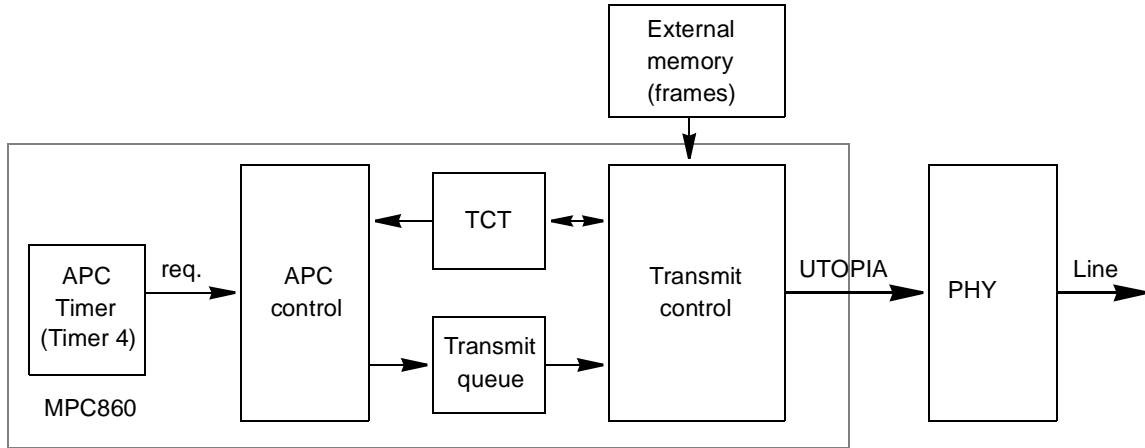 External
memory
(frames)
TCT
req.
APC
Timer
(Timer 4)
APC
control
Transmit
control
UTOPIA
PHY
Line
Transmit
queue
MPC860